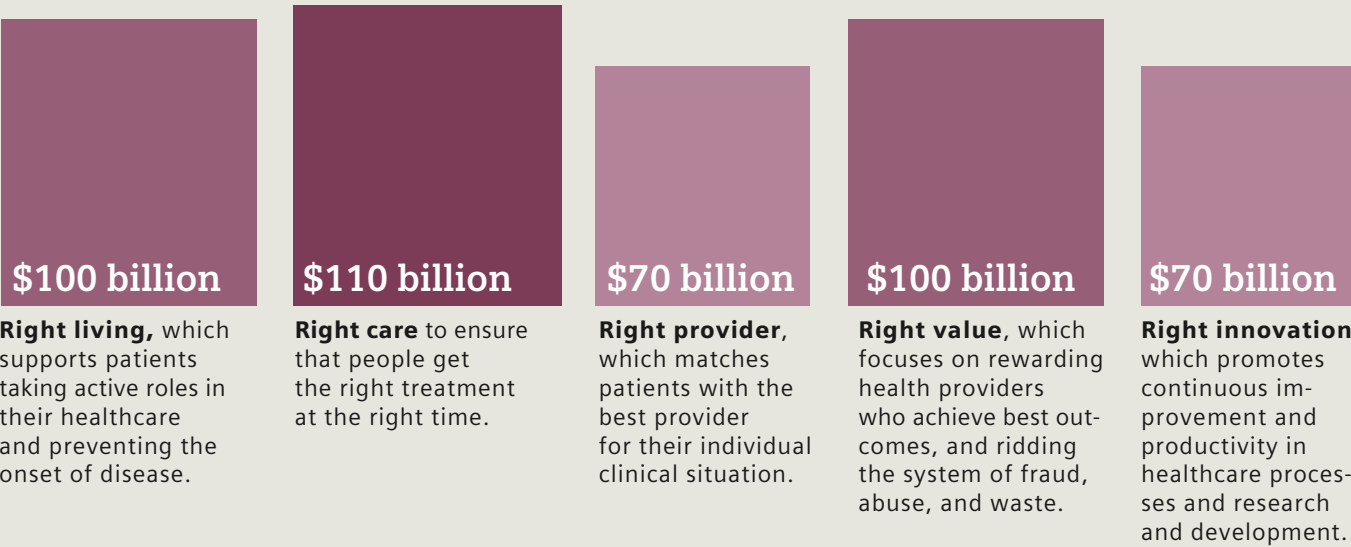 $100 billion
Right living, which
supports patients
taking active roles in
their healthcare
and preventing the
onset of disease.
$110 billion
Right care to ensure
that people get
the right treatment
at the right time.
$70 billion
Right provider,
which matches
patients with the
best provider
for their individual
clinical situation.
$100 billion
Right value, which
focuses on rewarding
health providers
who achieve best out-
comes, and ridding
the system of fraud,
abuse, and waste.
$70 billion
Right innovation
which promotes
continuous im-
provement and
productivity in
healthcare proces-
ses and research
and development.